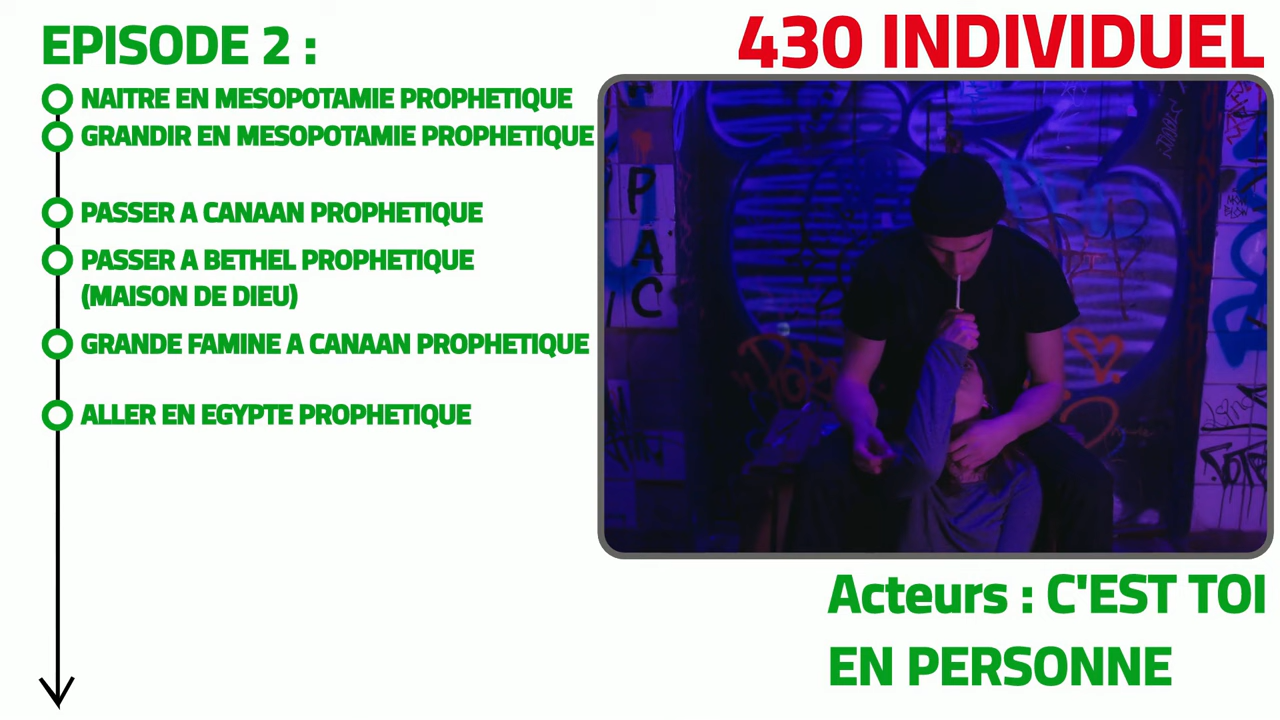 EPISODE 2 :
NAITRE EN MESOPOTAMIE PROPHETIQUE
GRANDIR EN MESOPOTAMIE PROPHETIQUE
PASSER A CANAAN PROPHETIQUE
PASSER A BETHEL PROPHETIQUE
(MAISON DE DIEU)
GRANDE FAMINE A CANAAN PROPHETIQUE
ALLER EN EGYPTE PROPHETIQUE
430 INDIVIDUEL
PAC
Acteurs : C'EST TOI
EN PERSONNE